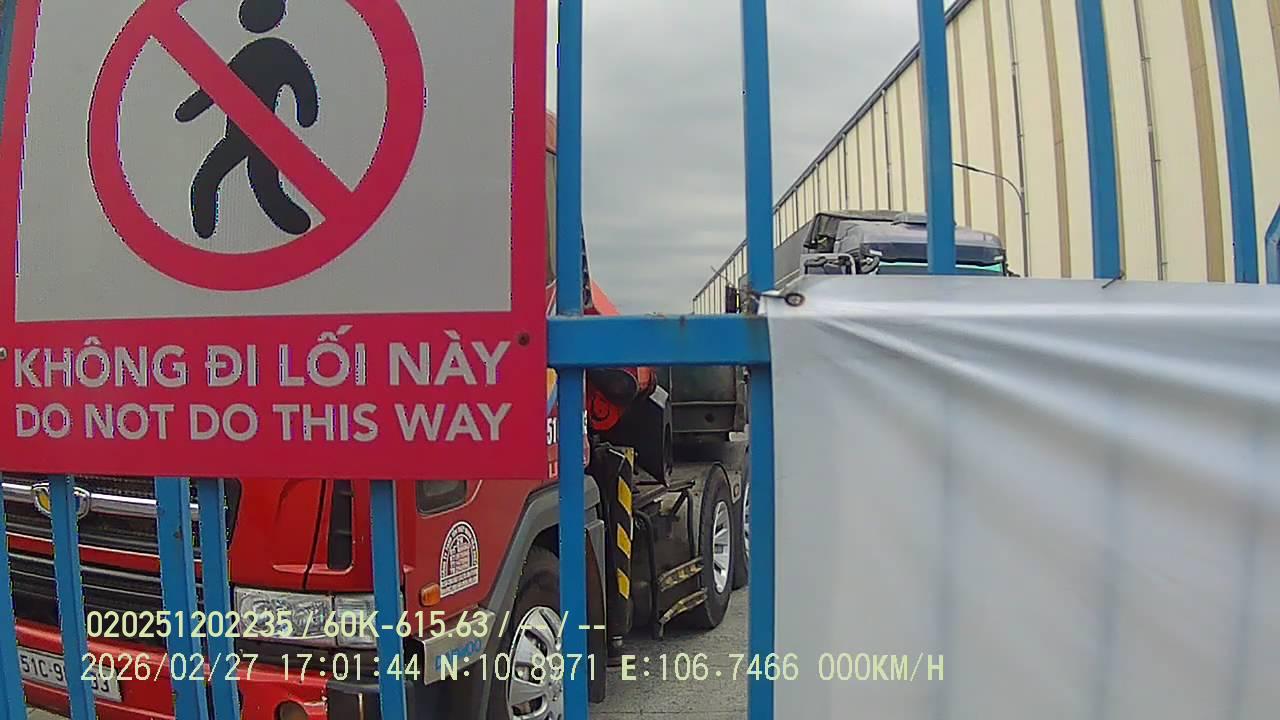 KHÔNG ĐI LỐI NÀY
DO NOT DO THIS WAY
51
020251202235 / 60K-615.63 / -- / --
2026/02/27 17:01:44 N:10.8971 E:106.7466 000KM/H